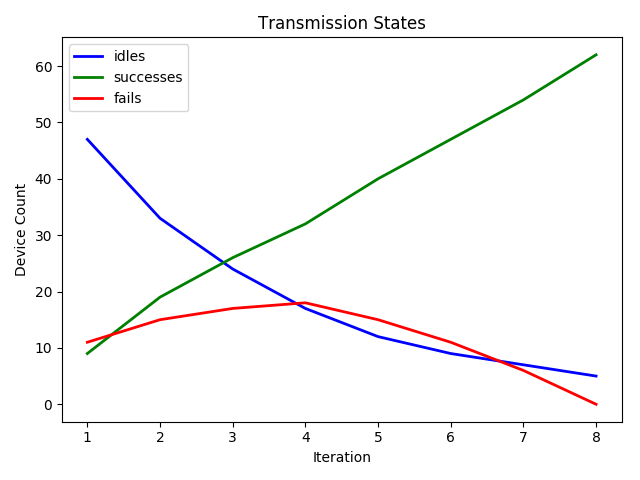 Transmission States
idles
successes
fails
Device Count
60
50
40
30
20
10
0
1 2 3 4 5 6 7 8
Iteration